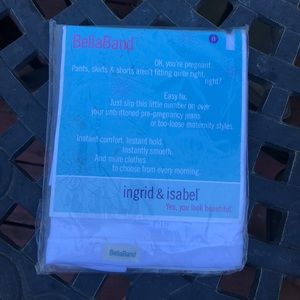 BellaBand
OK, you're pregnant.
Pants, skirts & shorts aren't fitting quite right,
right?
Easy fix.
Just slip this little number on over
your unbuttoned pre-pregnancy jeans
or too-loose maternity styles.
Instant comfort. Instant hold.
Instantly smooth.
And more clothes
to choose from every morning.
ingrid & isabel
Yes, you look beautiful.
BellaBand